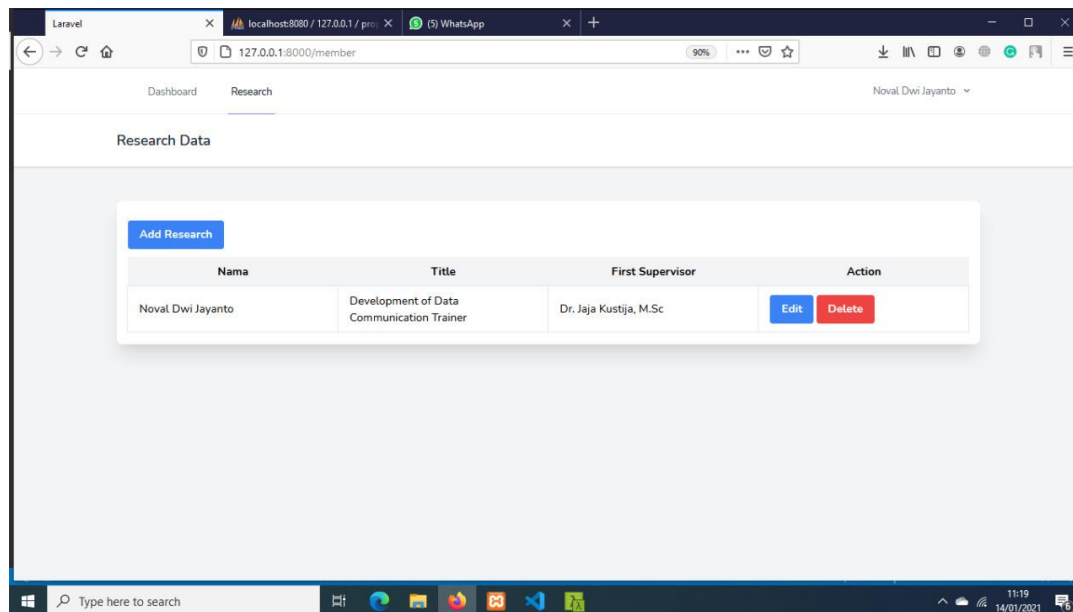 Laravel
localhost:8080 / 127.0.0.1 / pro
(5) WhatsApp
127.0.0.1:8000/member
90%
Dashboard
Research
Noval Dwi Jayanto
Research Data
Add Research
Nama
Title
First Supervisor
Action
Noval Dwi Jayanto
Development of Data
Communication Trainer
Dr. Jaja Kustija, M.Sc
Edit
Delete
Type here to search
11:19
14/01/2021